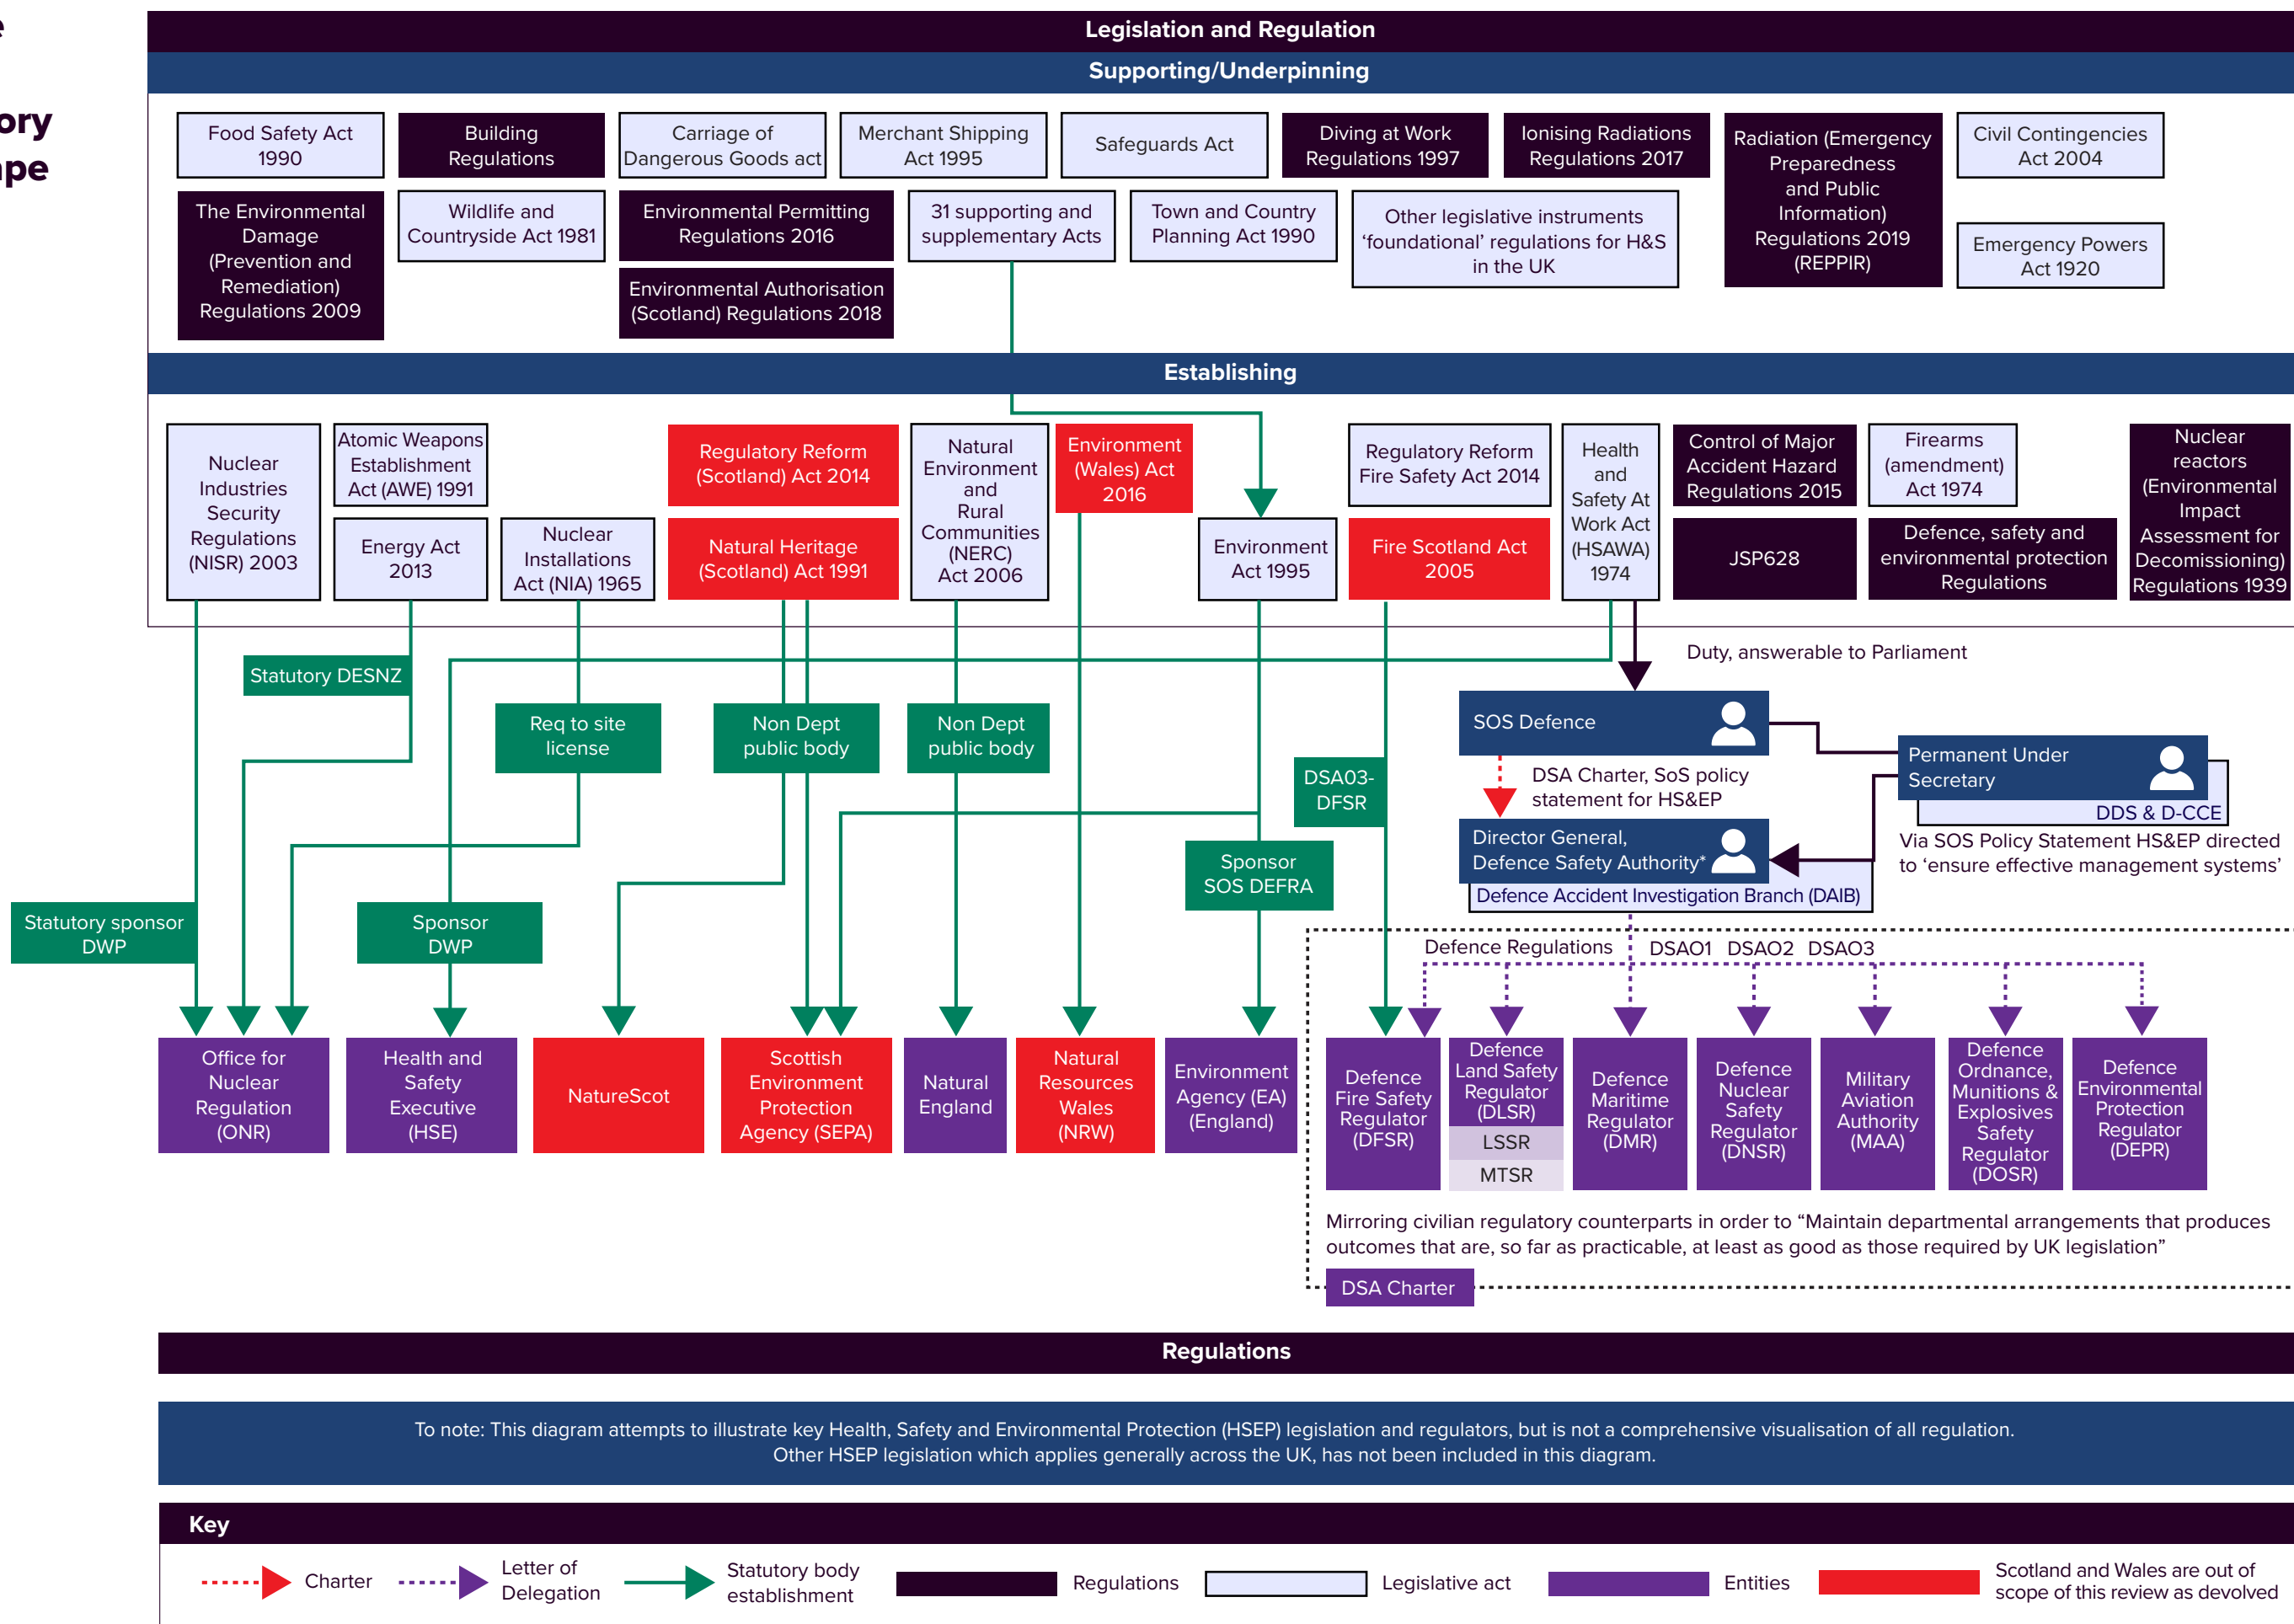 e
ory
ape
Legislation and Regulation
Supporting/Underpinning
Food Safety Act
1990
Building
Regulations
Carriage of
Dangerous Goods act
Merchant Shipping
Act 1995
Safeguards Act
Diving at Work
Regulations 1997
Ionising Radiations
Regulations 2017
Radiation (Emergency
Preparedness
and Public
Information)
Regulations 2019
(REPPIR)
Civil Contingencies
Act 2004
The Environmental
Damage
(Prevention and
Remediation)
Regulations 2009
Wildlife and
Countryside Act 1981
Environmental Permitting
Regulations 2016
Environmental Authorisation
(Scotland) Regulations 2018
31 supporting and
supplementary Acts
Town and Country
Planning Act 1990
Other legislative instruments
‘foundational’ regulations for H&S
in the UK
Emergency Powers
Act 1920
Establishing
Nuclear
Industries
Security
Regulations
(NISR) 2003
Atomic Weapons
Establishment
Act (AWE) 1991
Energy Act
2013
Nuclear
Installations
Act (NIA) 1965
Regulatory Reform
(Scotland) Act 2014
Natural Heritage
(Scotland) Act 1991
Natural
Environment
and
Rural
Communities
(NERC)
Act 2006
Environment
(Wales) Act
2016
Environment
Act 1995
Regulatory Reform
Fire Safety Act 2014
Fire Scotland Act
2005
Health
and
Safety At
Work Act
(HSAWA)
1974
Control of Major
Accident Hazard
Regulations 2015
JSP628
Firearms
(amendment)
Act 1974
Defence, safety and
environmental protection
Regulations
Nuclear
reactors
(Environmental
Impact
Assessment for
Decomissioning)
Regulations 1939
Statutory DESNZ
Req to site
license
Non Dept
public body
Non Dept
public body
Duty, answerable to Parliament
SOS Defence
Permanent Under
Secretary
DDS & D-CCE
DSA Charter, SoS policy
statement for HS&EP
DSA03-
DFSR
Director General,
Defence Safety Authority*
Defence Accident Investigation Branch (DAIB)
Via SOS Policy Statement HS&EP directed
to ‘ensure effective management systems’
Sponsor
SOS DEFRA
Statutory sponsor
DWP
Sponsor
DWP
Defence Regulations
DSAO1 DSAO2 DSAO3
Office for
Nuclear
Regulation
(ONR)
Health and
Safety
Executive
(HSE)
NatureScot
Scottish
Environment
Protection
Agency (SEPA)
Natural
England
Natural
Resources
Wales
(NRW)
Environment
Agency (EA)
(England)
Defence
Fire Safety
Regulator
(DFSR)
Defence
Land Safety
Regulator
(DLSR)
LSSR
MTSR
Defence
Maritime
Regulator
(DMR)
Defence
Nuclear
Safety
Regulator
(DNSR)
Military
Aviation
Authority
(MAA)
Defence
Ordnance,
Munitions &
Explosives
Safety
Regulator
(DOSR)
Defence
Environmental
Protection
Regulator
(DEPR)
Mirroring civilian regulatory counterparts in order to “Maintain departmental arrangements that produces
outcomes that are, so far as practicable, at least as good as those required by UK legislation”
DSA Charter
Regulations
To note: This diagram attempts to illustrate key Health, Safety and Environmental Protection (HSEP) legislation and regulators, but is not a comprehensive visualisation of all regulation.
Other HSEP legislation which applies generally across the UK, has not been included in this diagram.
Key
Charter
Letter of
Delegation
Statutory body
establishment
Regulations
Legislative act
Entities
Scotland and Wales are out of
scope of this review as devolved